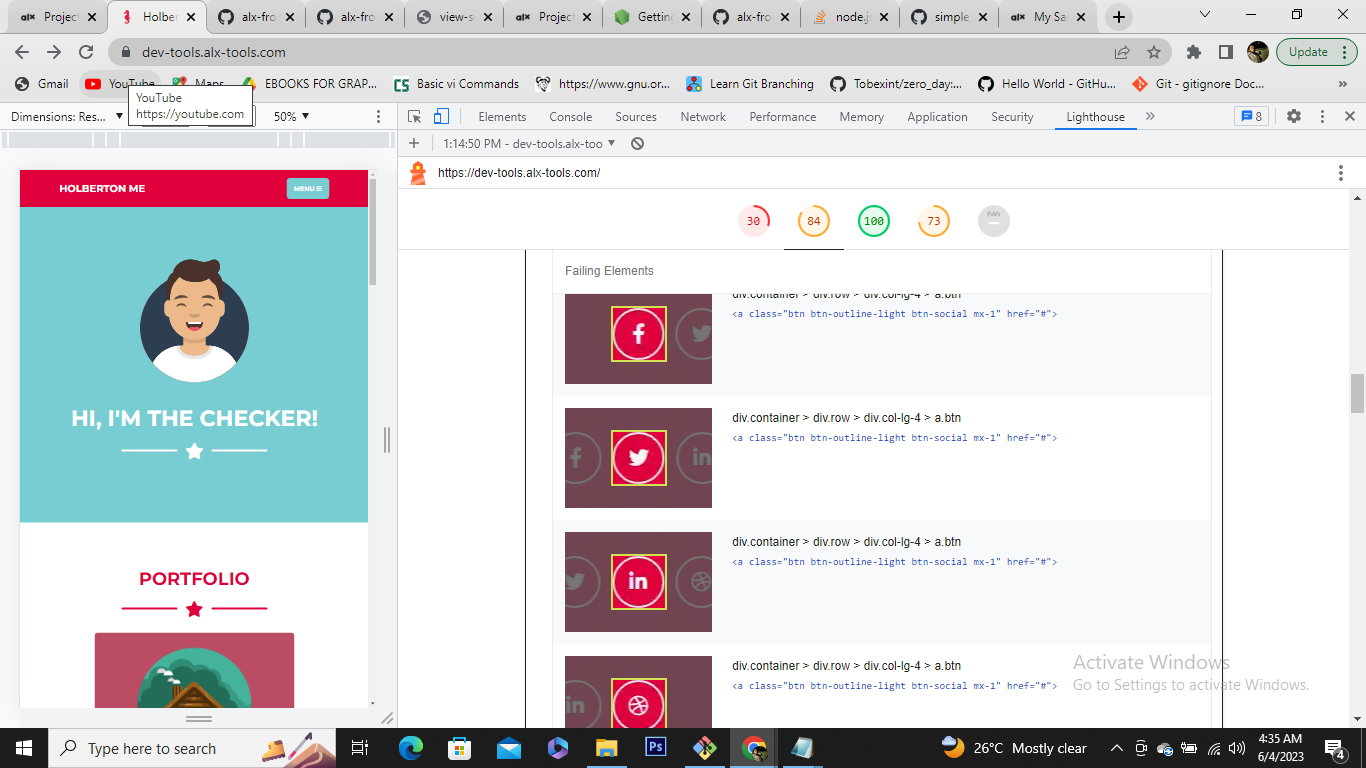 Project
Holber
alx-fro
alx-fro
view-s
Project
Getting
alx-fro
node.js
simple
My Sa
dev-tools.alx-tools.com
Update
Gmail
YouTube
Maps
EBOOKS FOR GRAP...
Basic vi Commands
https://www.gnu.or...
Learn Git Branching
Tobexint/zero_day:...
Hello World - GitHu...
Git - gitignore Doc...
»
YouTube
https://youtube.com
Dimensions: Res...
50%
Elements
Console
Sources
Network
Performance
Memory
Application
Security
Lighthouse
»
8
1:14:50 PM - dev-tools.alx-too
https://dev-tools.alx-tools.com/
30
84
100
73
PWA
HOLBERTON ME
MENU
HI, I'M THE CHECKER!
PORTFOLIO
Failing Elements
div.container > div.row > div.col-lg-4 > a.btn
<a class="btn btn-outline-light btn-social mx-1" href="#">
div.container > div.row > div.col-lg-4 > a.btn
<a class="btn btn-outline-light btn-social mx-1" href="#">
div.container > div.row > div.col-lg-4 > a.btn
<a class="btn btn-outline-light btn-social mx-1" href="#">
div.container > div.row > div.col-lg-4 > a.btn
<a class="btn btn-outline-light btn-social mx-1" href="#">
Activate Windows
Go to Settings to activate Windows.
Type here to search
Ps
26°C Mostly clear
4:35 AM
6/4/2023
4